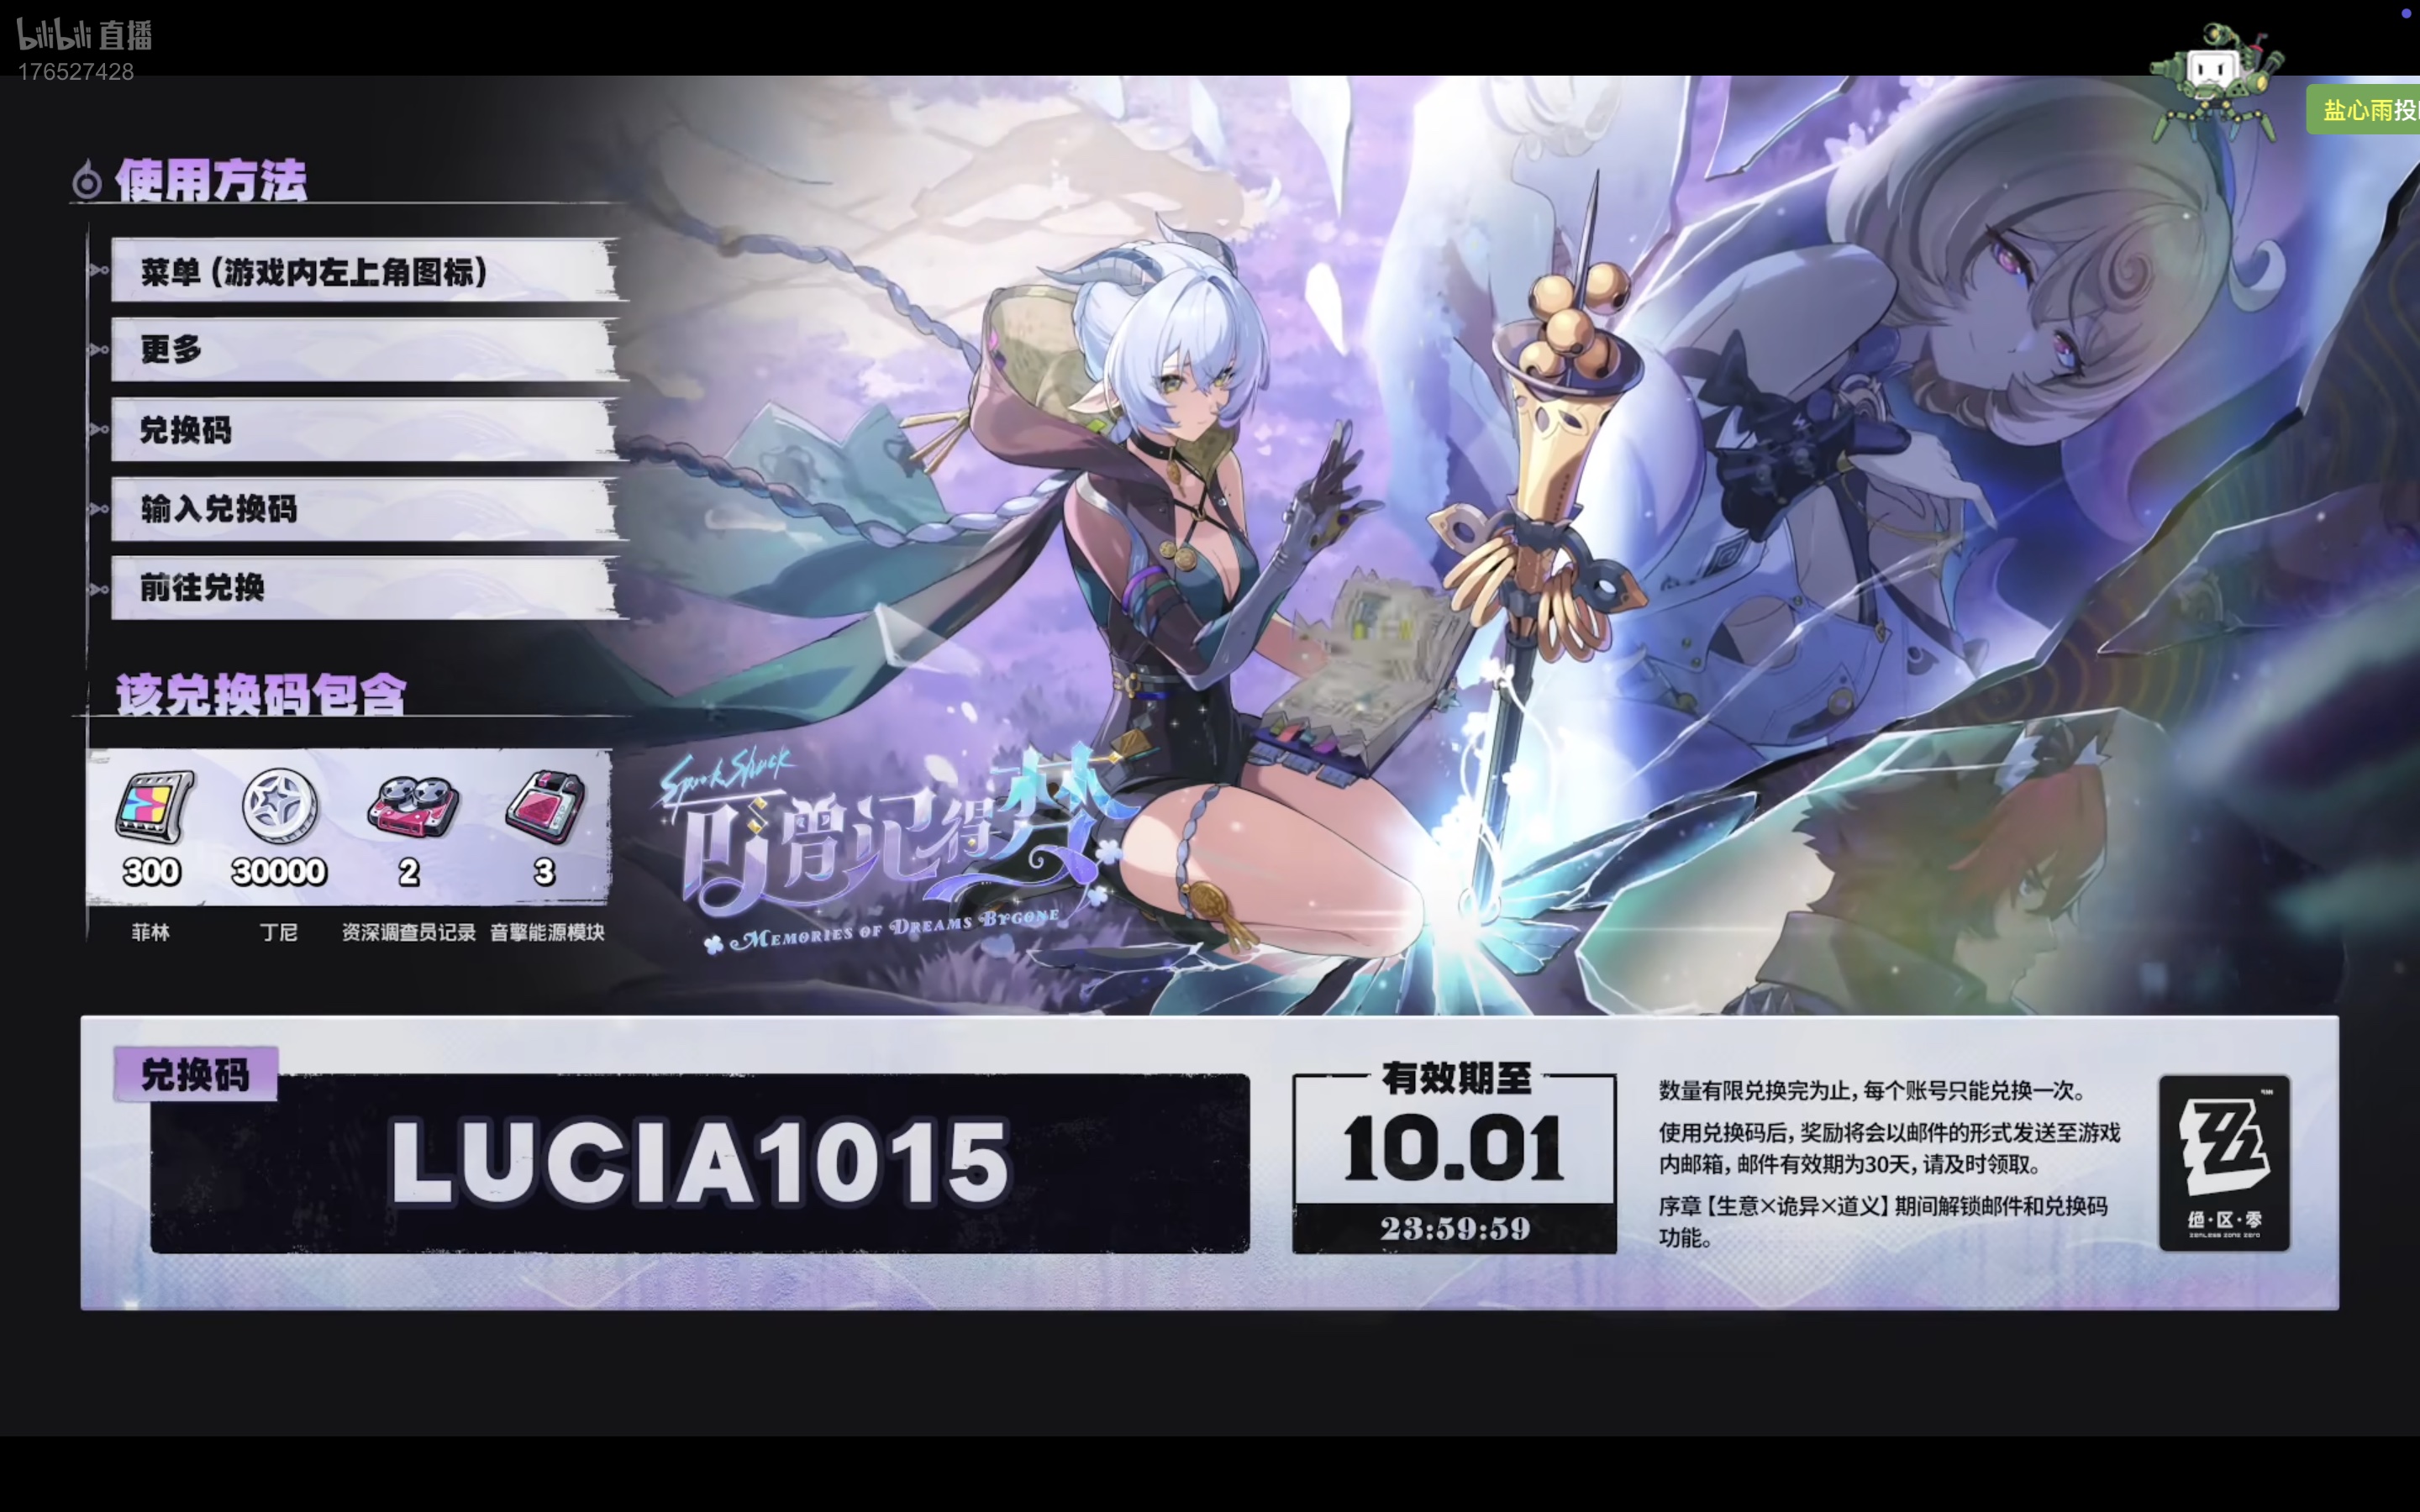 bilibili 直播
176527428
盐心雨投
使用方法
菜单 (游戏内左上角图标)
更多
兑换码
输入兑换码
前往兑换
该兑换码包含
300
30000
2
3
菲林
丁尼
资深调查员记录
音擎能源模块
Spook Shack
可曾记得梦
MEMORIES OF DREAMS BYGONE
兑换码
LUCIA1015
有效期至
10.01
23:59:59
数量有限兑换完为止，每个账号只能兑换一次。
使用兑换码后，奖励将会以邮件的形式发送至游戏
内邮箱，邮件有效期为30天，请及时领取。
序章【生意×诡异×道义】期间解锁邮件和兑换码
功能。
TM
绝·区·零
ZENLESS ZONE ZERO